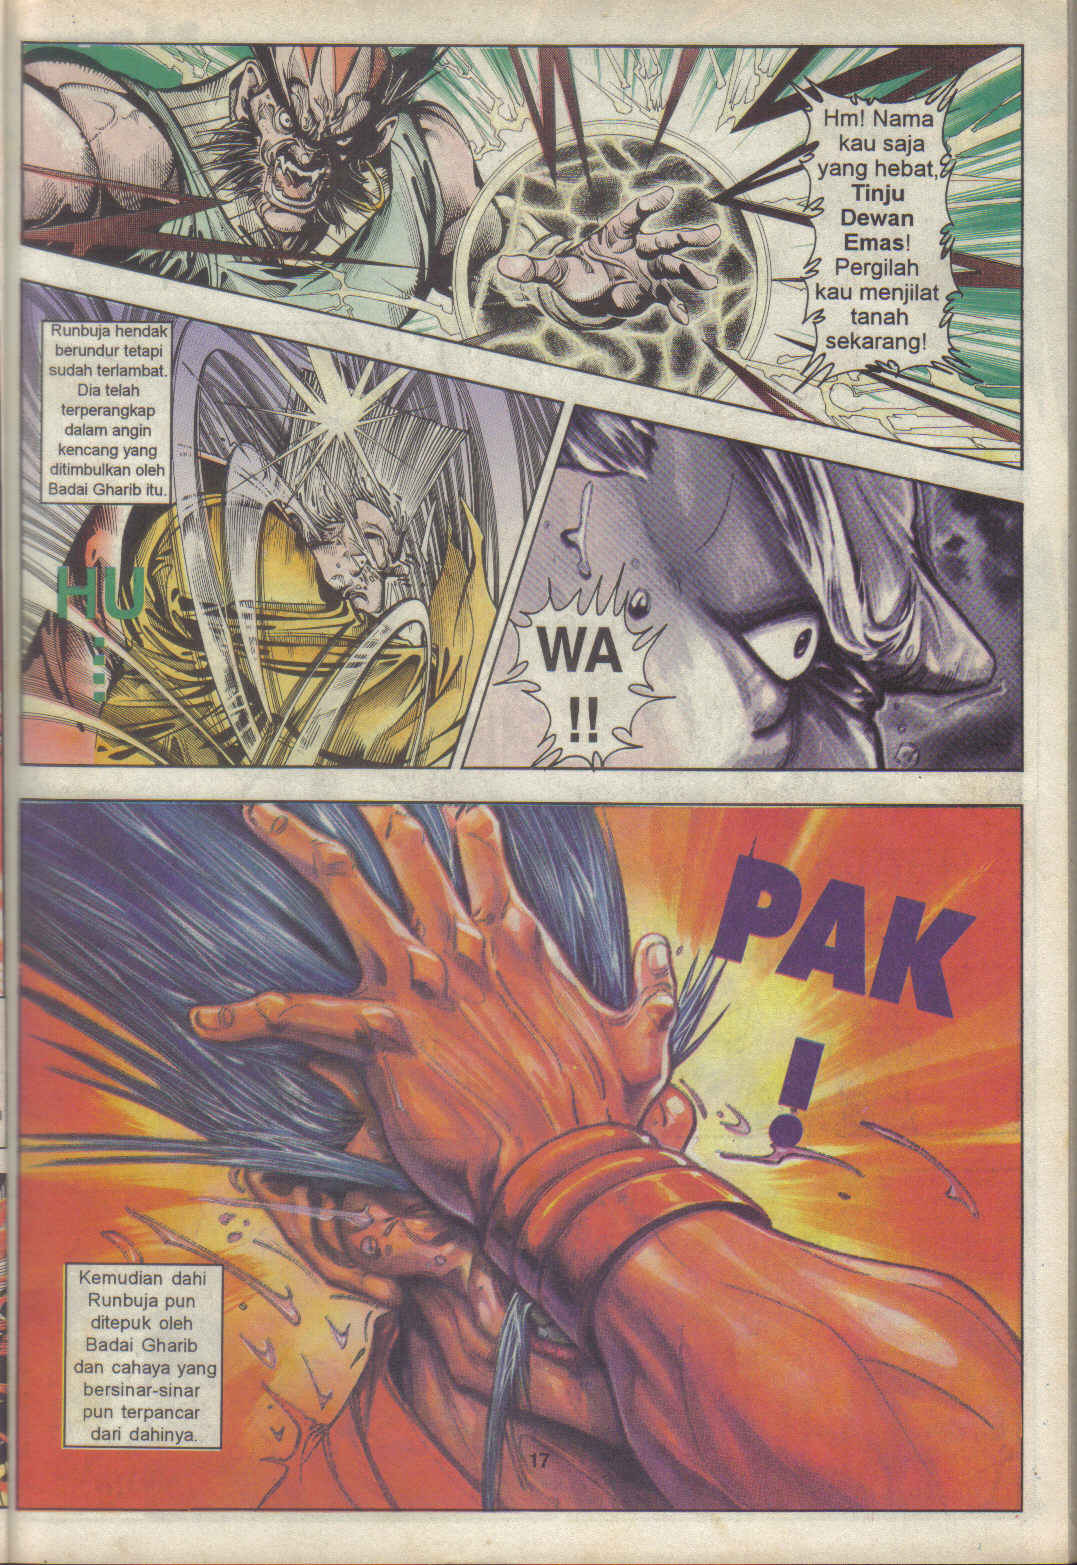 Hm! Nama
kau saja
yang hebat,
Tinju
Dewan
Emas!
Pergilah
kau menjilat
tanah
sekarang!
Runbuja hendak
berundur tetapi
sudah terlambat.
Dia telah
terperangkap
dalam angin
kencang yang
ditimbulkan oleh
Badai Gharib itu.
HU
WA
!!
PAK
!
Kemudian dahi
Runbuja pun
ditepuk oleh
Badai Gharib
dan cahaya yang
bersinar-sinar
pun terpancar
dari dahinya.
17